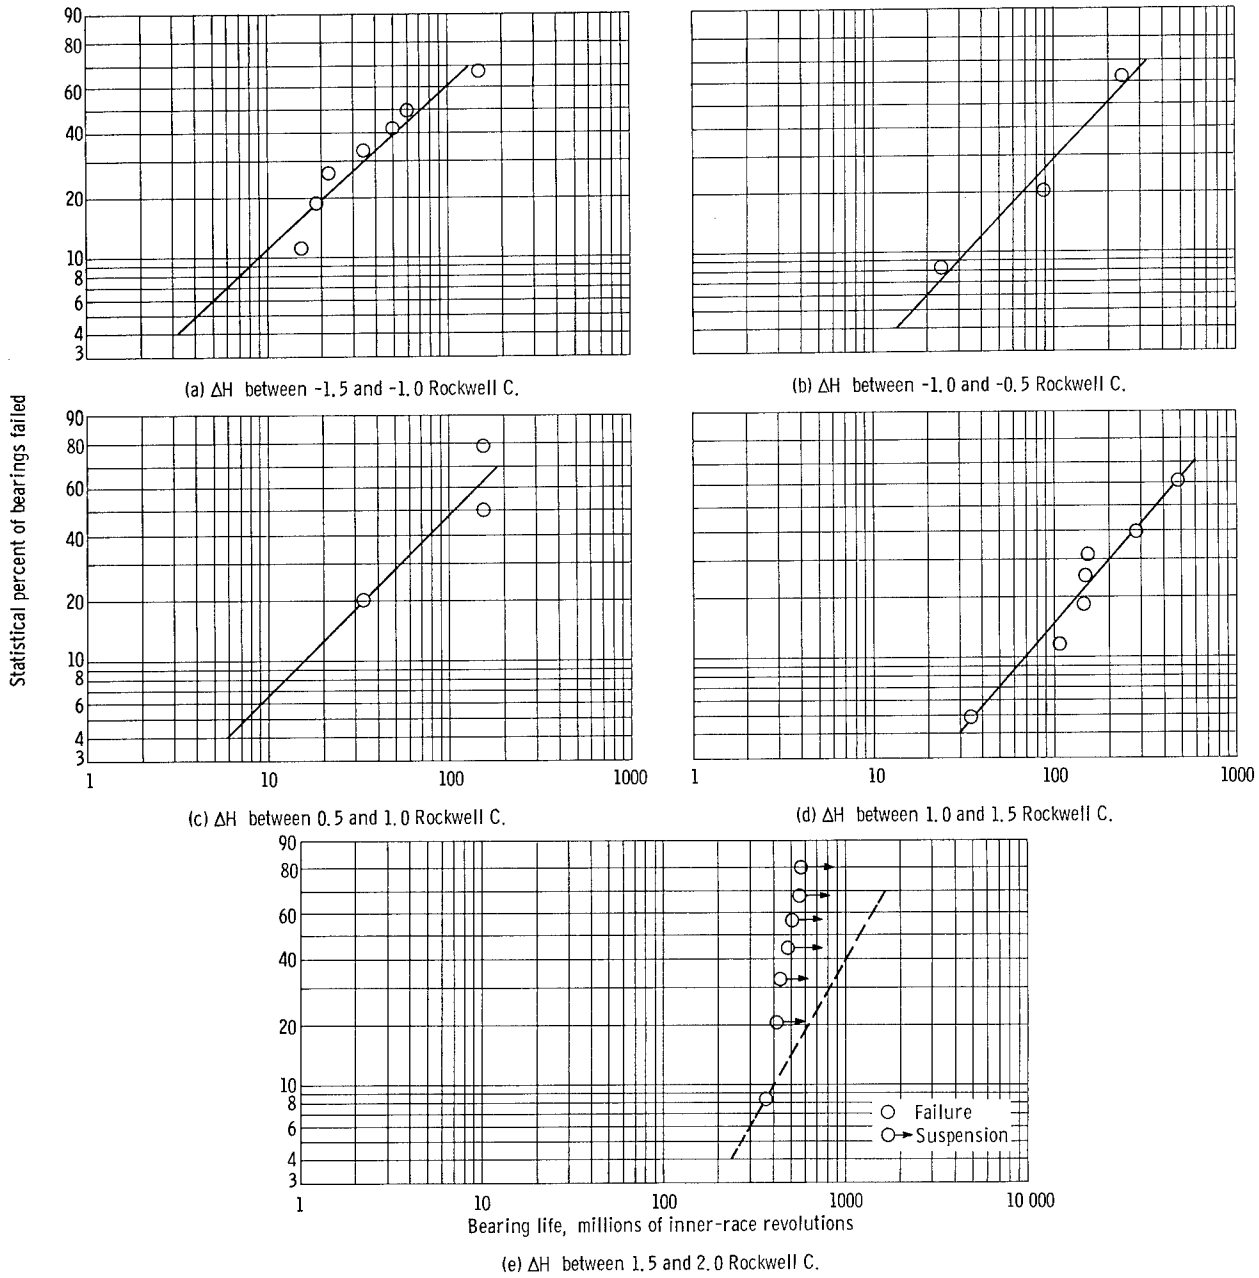 Statistical percent of bearings failed
90
80
60
40
20
10
8
6
4
3
(a) ΔH between -1.5 and -1.0 Rockwell C.
(b) ΔH between -1.0 and -0.5 Rockwell C.
90
80
60
40
20
10
8
6
4
3
1 10 100 1000
1 10 100 1000
(c) ΔH between 0.5 and 1.0 Rockwell C.
(d) ΔH between 1.0 and 1.5 Rockwell C.
90
80
60
40
20
10
8
6
4
3
Failure
Suspension
1 10 100 1000 10 000
Bearing life, millions of inner-race revolutions
(e) ΔH between 1.5 and 2.0 Rockwell C.